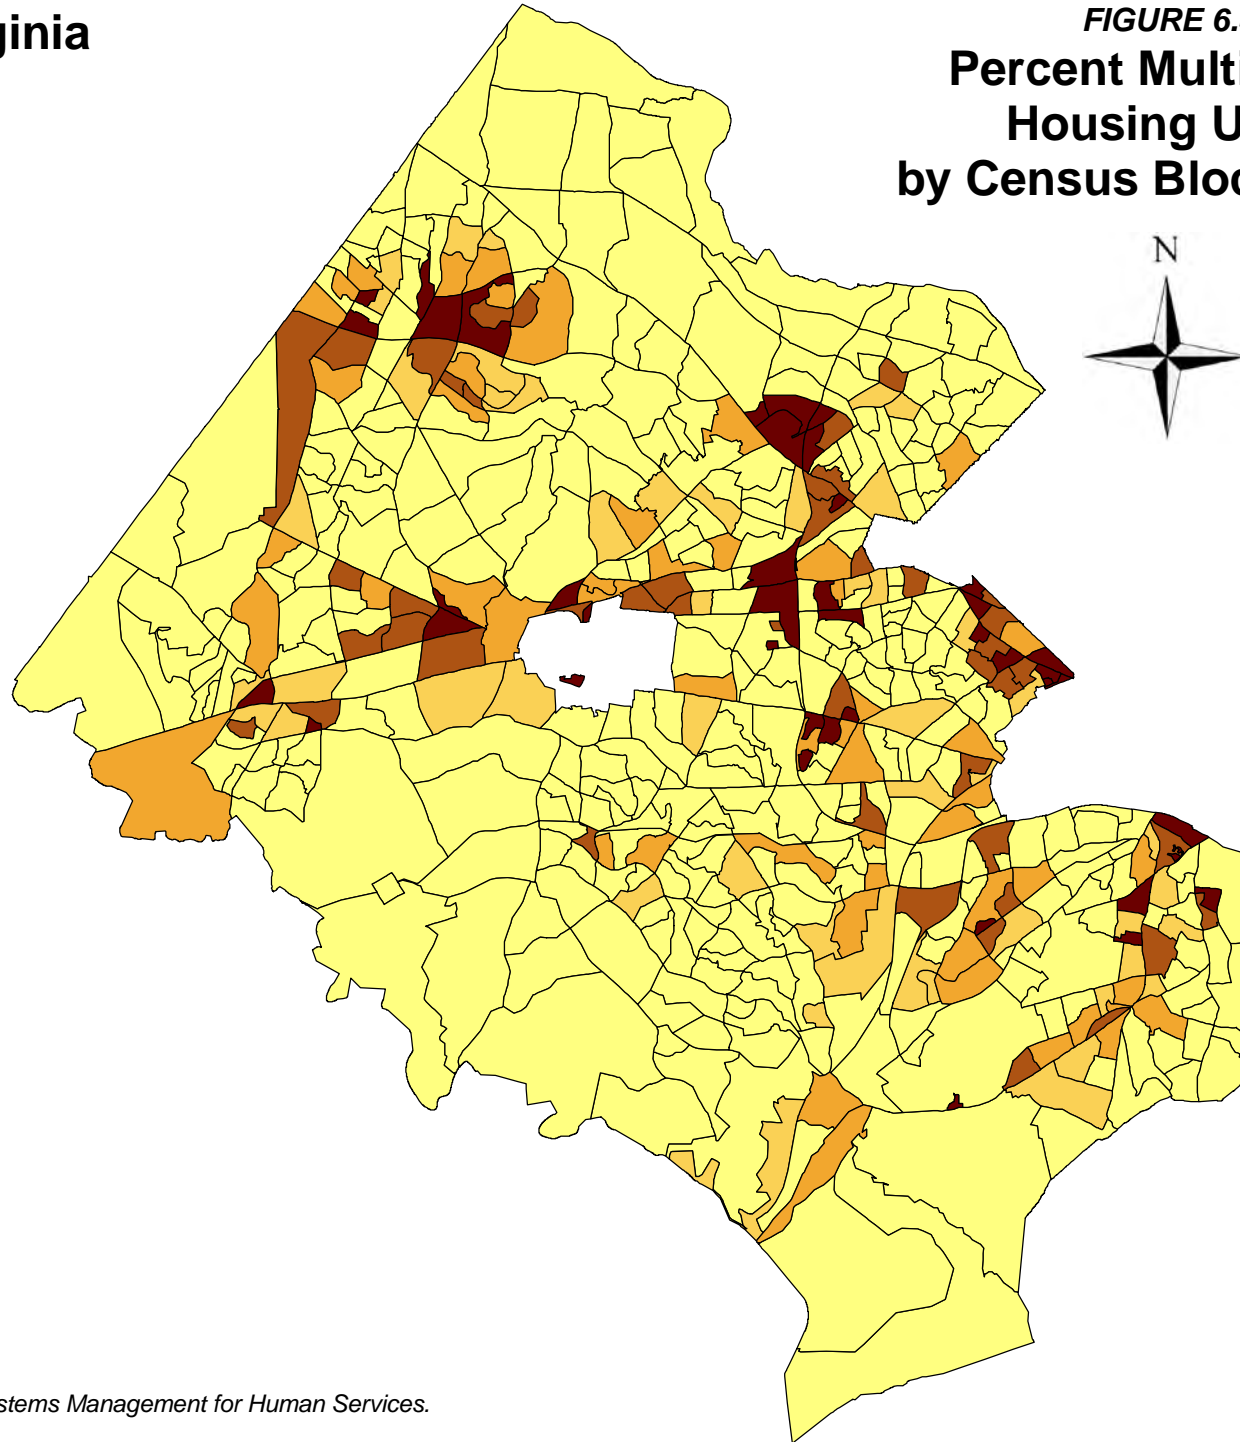 ginia
FIGURE 6.
Percent Multi
Housing U
by Census Bloc
N
stems Management for Human Services.